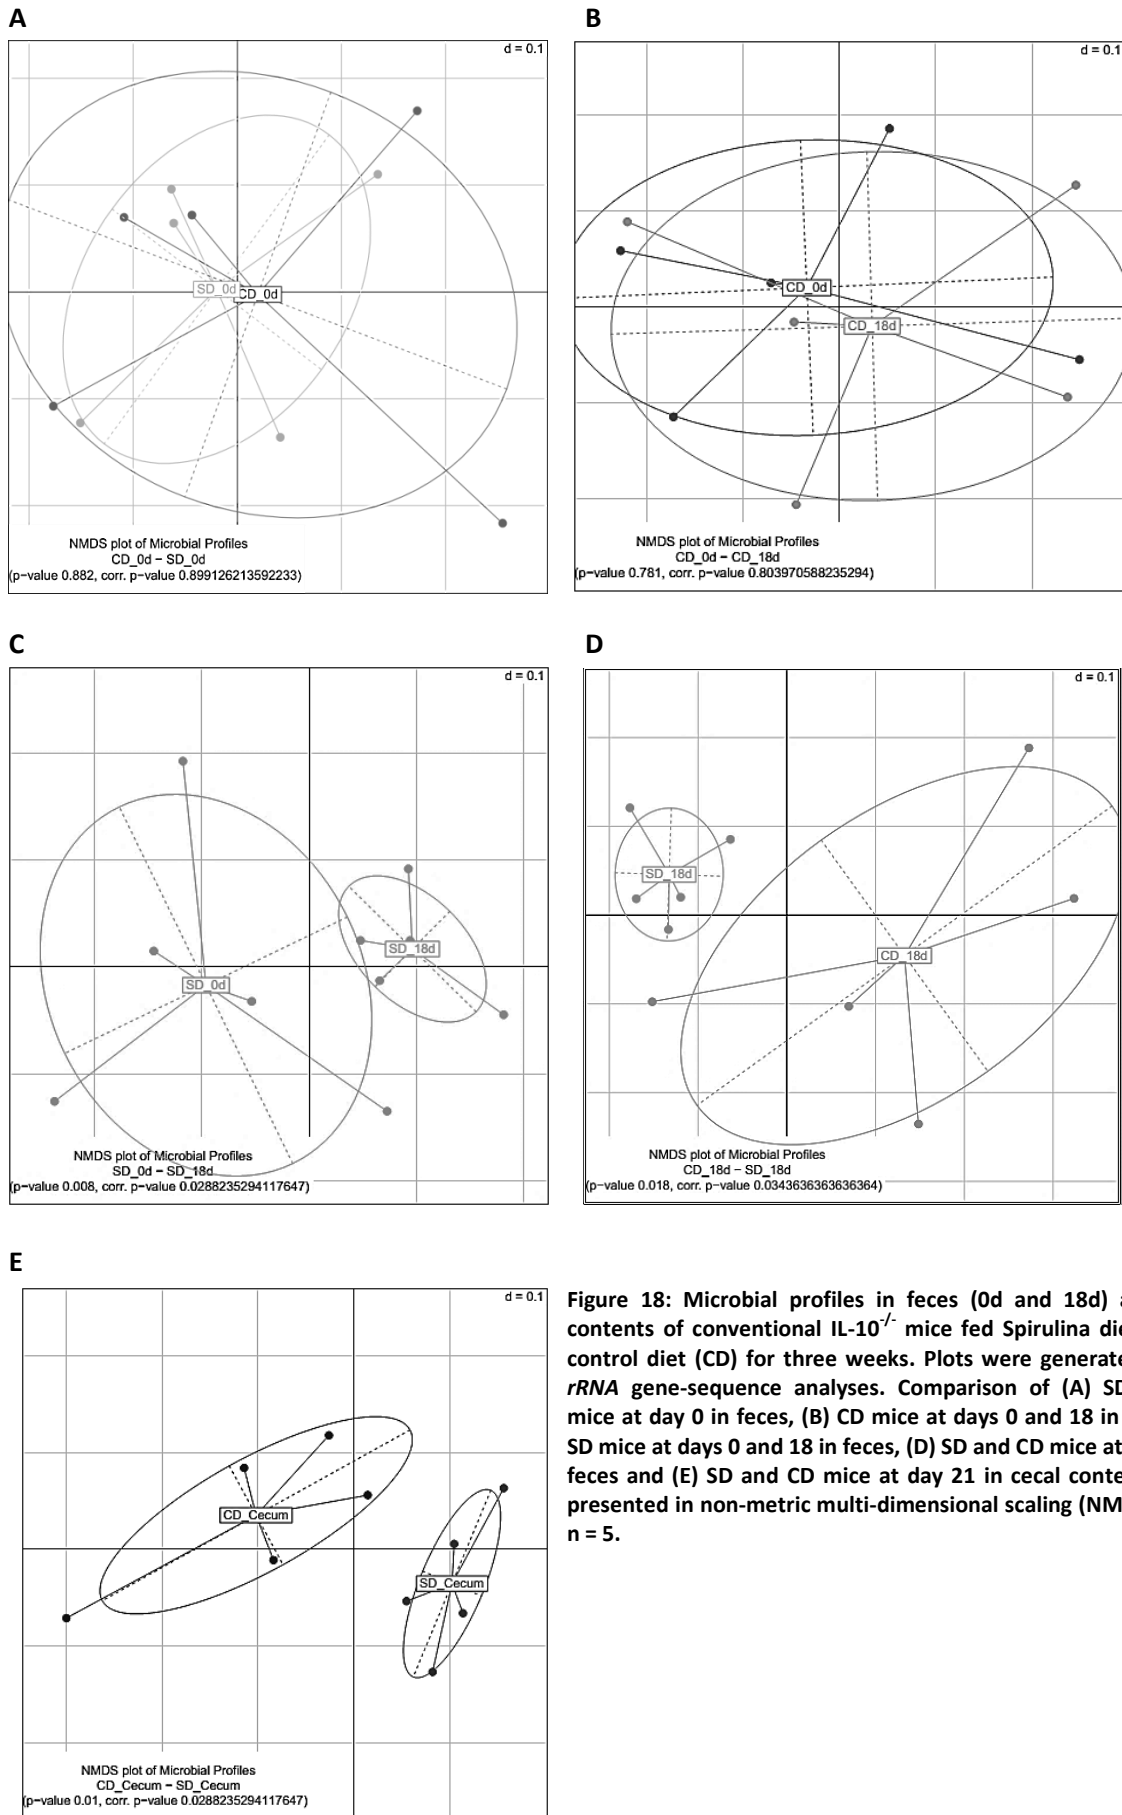 A
d = 0.1
SD_0d
CD_0d
NMDS plot of Microbial Profiles
CD_0d − SD_0d
(p−value 0.882, corr. p−value 0.899126213592233)
B
d = 0.1
CD_0d
CD_18d
NMDS plot of Microbial Profiles
CD_0d − CD_18d
(p−value 0.781, corr. p−value 0.803970588235294)
C
d = 0.1
SD_18d
SD_0d
NMDS plot of Microbial Profiles
SD_0d − SD_18d
(p−value 0.008, corr. p−value 0.0288235294117647)
D
d = 0.1
SD_18d
CD_18d
NMDS plot of Microbial Profiles
CD_18d − SD_18d
(p−value 0.018, corr. p−value 0.0343636363636364)
E
d = 0.1
CD_Cecum
SD_Cecum
NMDS plot of Microbial Profiles
CD_Cecum − SD_Cecum
(p−value 0.01, corr. p−value 0.0288235294117647)
Figure 18: Microbial profiles in feces (0d and 18d) a
contents of conventional IL-10-/- mice fed Spirulina die
control diet (CD) for three weeks. Plots were generate
rRNA gene-sequence analyses. Comparison of (A) SD
mice at day 0 in feces, (B) CD mice at days 0 and 18 in
SD mice at days 0 and 18 in feces, (D) SD and CD mice at
feces and (E) SD and CD mice at day 21 in cecal conte
presented in non-metric multi-dimensional scaling (NM
n = 5.